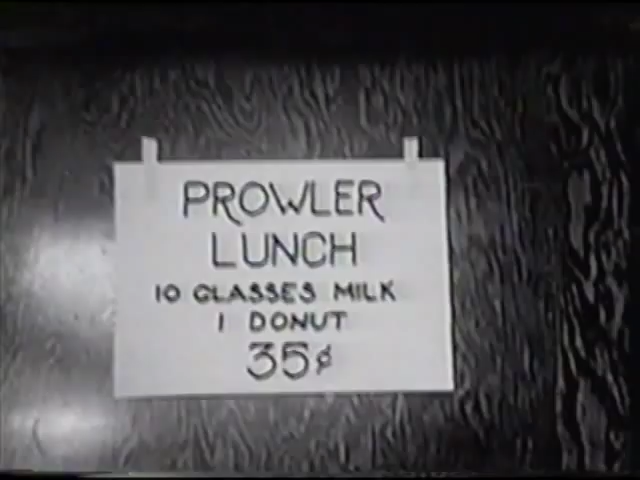 PROWLER
LUNCH
10 GLASSES MILK
1 DONUT
35¢